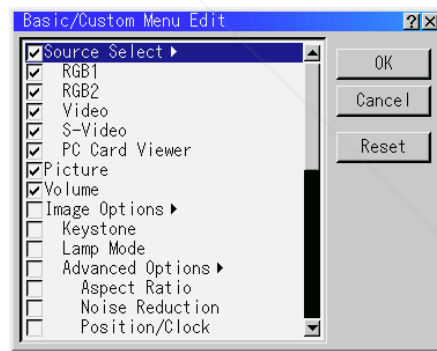 Basic/Custom Menu Edit
Source Select
RGB1
RGB2
Video
S-Video
PC Card Viewer
Picture
Volume
Image Options
Keystone
Lamp Mode
Advanced Options
Aspect Ratio
Noise Reduction
Position/Clock
OK
Cancel
Reset